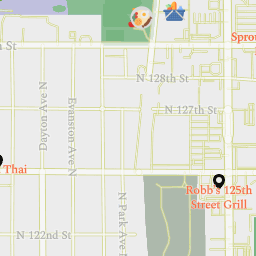 Sprou
h St
N 128th St
N 127th St
Dayton Ave N
Evanston Ave N
Thai
Robb's 125th
Street Grill
N Park Ave N
N 122nd St